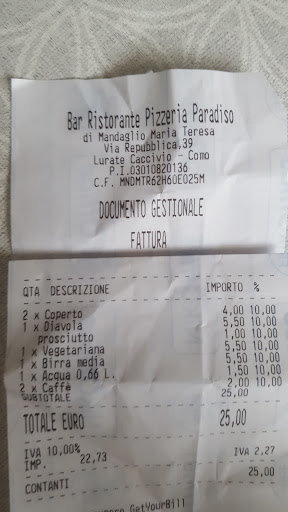 Bar Ristorante Pizzeria Paradiso
di Mandaglio Maria Teresa
Via Repubblica,39
Lurate Caccivio - Como
P.I.03010820136
C.F. MNDMTR62H60E025M
DOCUMENTO GESTIONALE
FATTURA
QTA DESCRIZIONE IMPORTO %
2 x Coperto 4,00 10,00
1 x Diavola 5,50 10,00
prosciutto 1,00 10,00
1 x Vegetariana 5,50 10,00
1 x Birra media 5,50 10,00
1 x Acqua 0,66 L. 1,50 10,00
2 x Caffè 2,00 10,00
SUBTOTALE 25,00
TOTALE EURO 25,00
IVA 10,00% IVA 2,27
IMP. 22,73
25,00
CONTANTI
GetYourBill